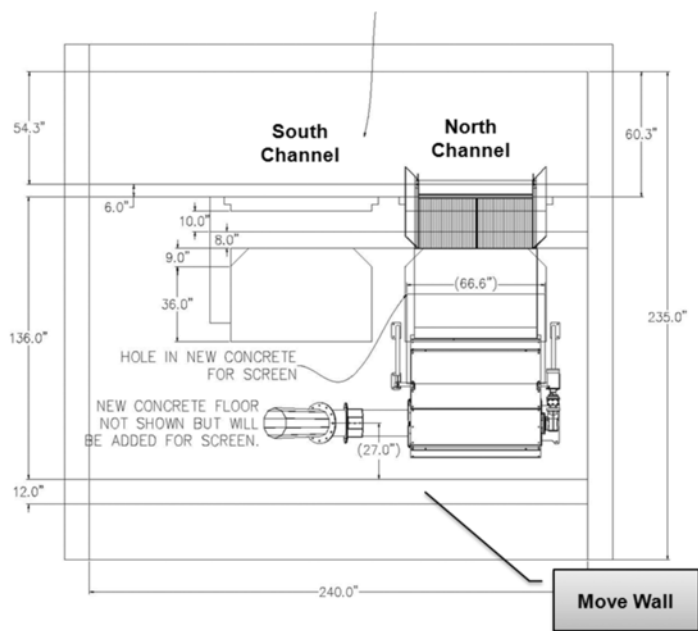 South
Channel
North
Channel
54.3"
60.3"
6.0"
10.0"
8.0"
9.0"
36.0"
(66.6")
136.0"
235.0"
HOLE IN NEW CONCRETE
FOR SCREEN
NEW CONCRETE FLOOR
NOT SHOWN BUT WILL
BE ADDED FOR SCREEN.
(27.0")
12.0"
240.0"
Move Wall